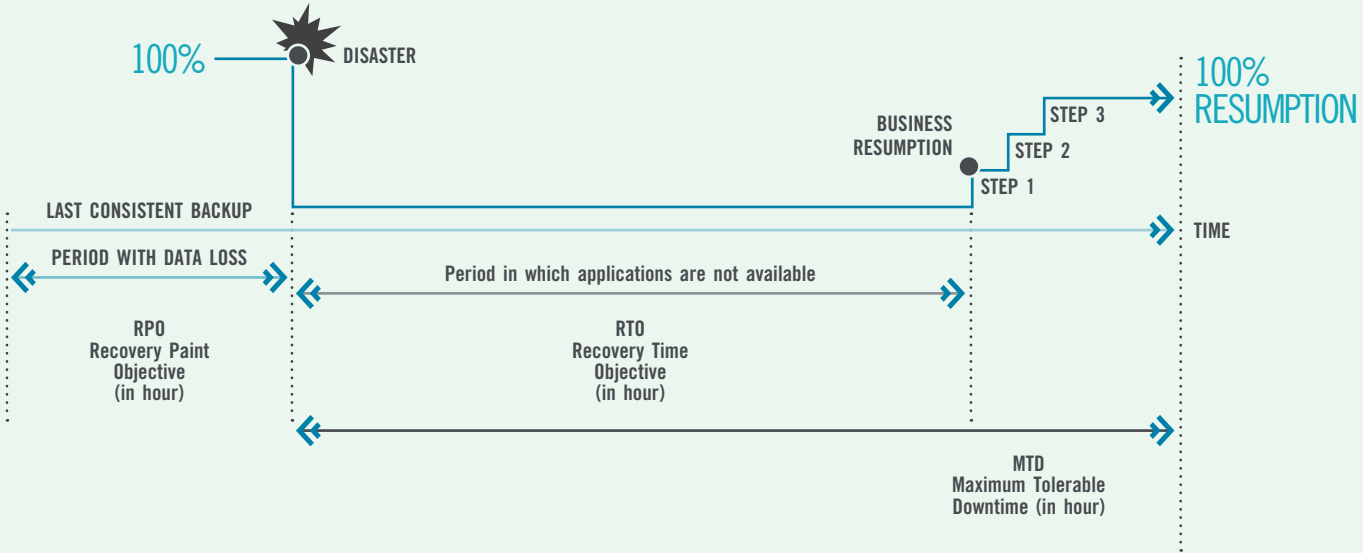 100%
DISASTER
100%
RESUMPTION
BUSINESS
RESUMPTION
STEP 3
STEP 2
STEP 1
LAST CONSISTENT BACKUP
TIME
PERIOD WITH DATA LOSS
Period in which applications are not available
RPO
Recovery Paint
Objective
(in hour)
RTO
Recovery Time
Objective
(in hour)
MTD
Maximum Tolerable
Downtime (in hour)